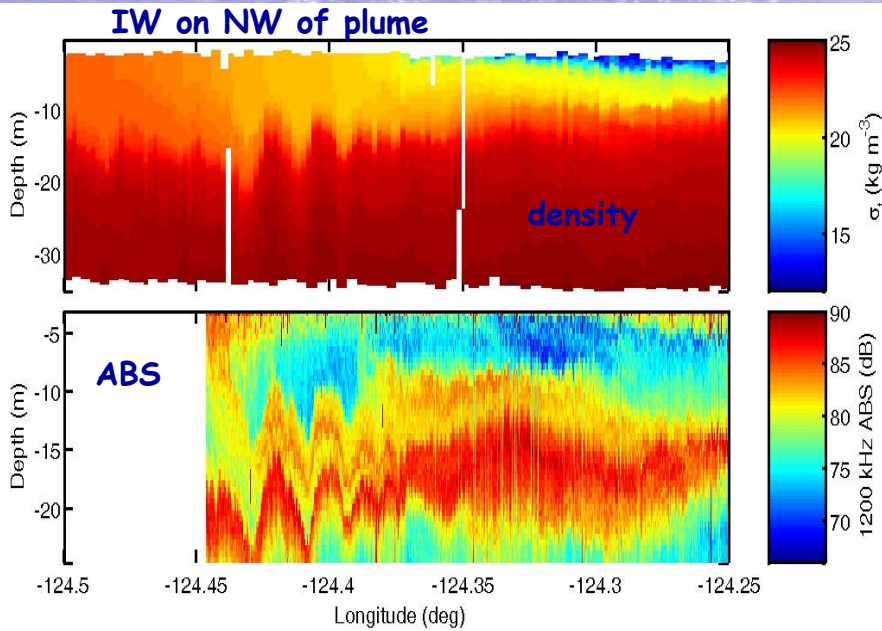 IW on NW of plume
Depth (m)
-10
-20
-30
density
25
20
15
σt (kg m-3)
Depth (m)
-5
-10
-15
-20
ABS
90
85
80
75
70
1200 kHz ABS (dB)
-124.5
-124.45
-124.4
-124.35
-124.3
-124.25
Longitude (deg)